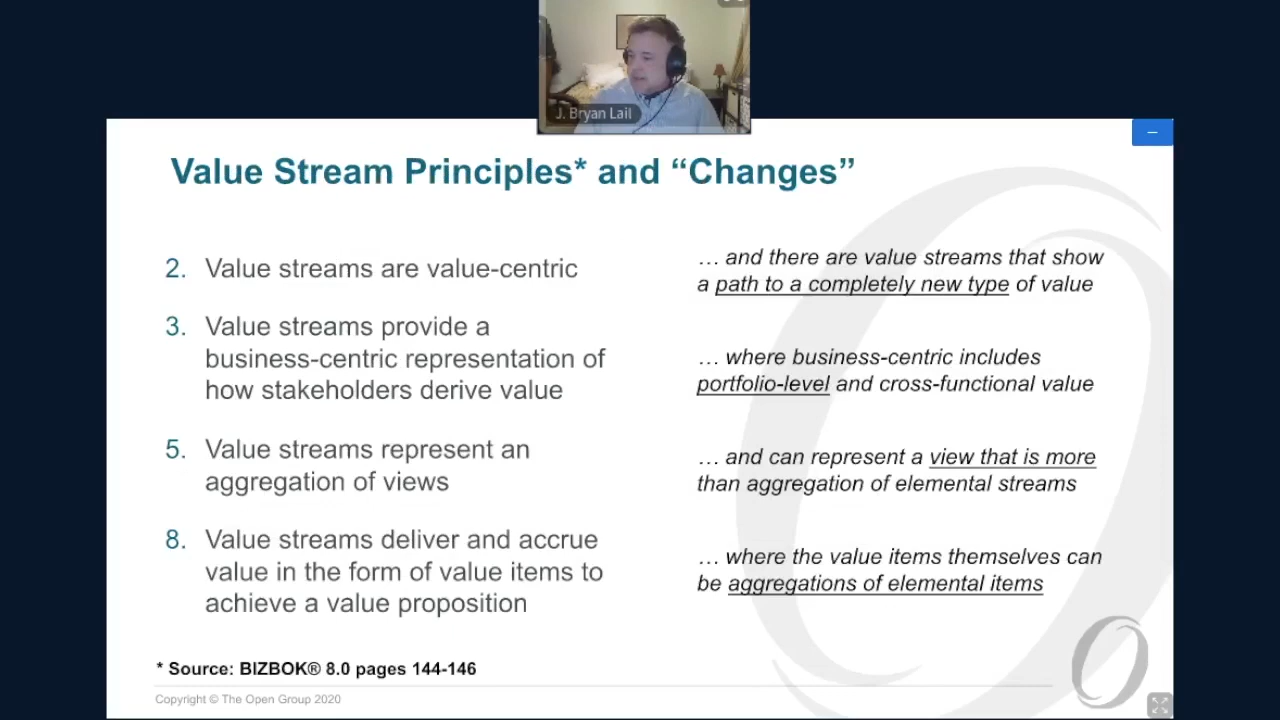 J. Bryan Lail
Value Stream Principles* and “Changes”
2. Value streams are value-centric
… and there are value streams that show
a path to a completely new type of value
3. Value streams provide a
business-centric representation of
how stakeholders derive value
… where business-centric includes
portfolio-level and cross-functional value
5. Value streams represent an
aggregation of views
… and can represent a view that is more
than aggregation of elemental streams
8. Value streams deliver and accrue
value in the form of value items to
achieve a value proposition
… where the value items themselves can
be aggregations of elemental items
* Source: BIZBOK® 8.0 pages 144-146
Copyright © The Open Group 2020